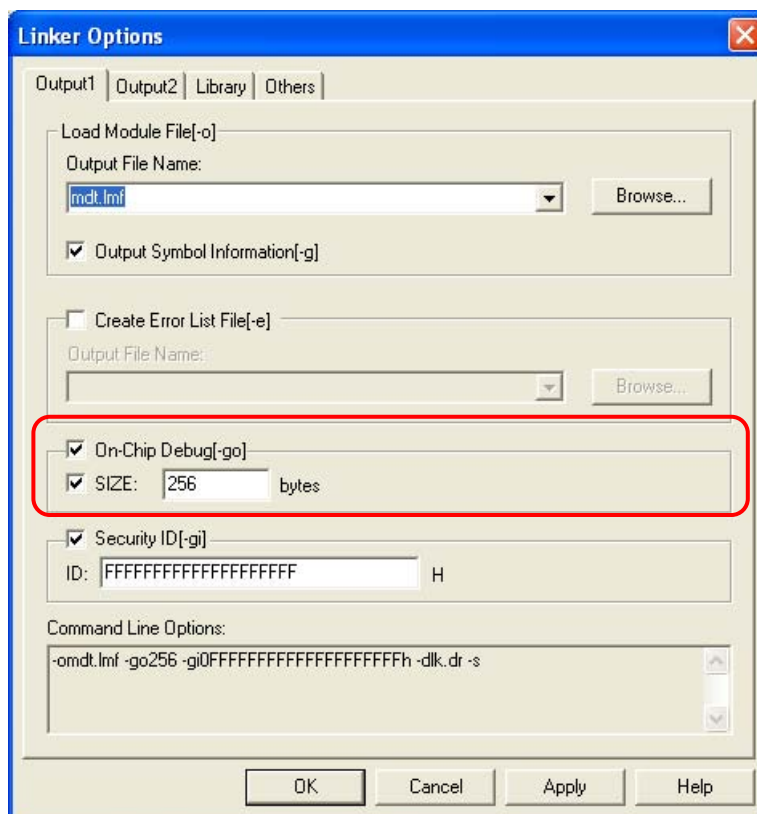 Linker Options
Output1 Output2 Library Others
Load Module File[-o]
Output File Name:
mdt.lmf Browse...
Output Symbol Information[-g]
Create Error List File[-e]
Output File Name:
Browse...
On-Chip Debug[-go]
SIZE: 256 bytes
Security ID[-gi]
ID: FFFFFFFFFFFFFFFFFFFF H
Command Line Options:
-omdt.lmf -go256 -gi0FFFFFFFFFFFFFFFFFFFFh -dlk.dr -s
OK Cancel Apply Help